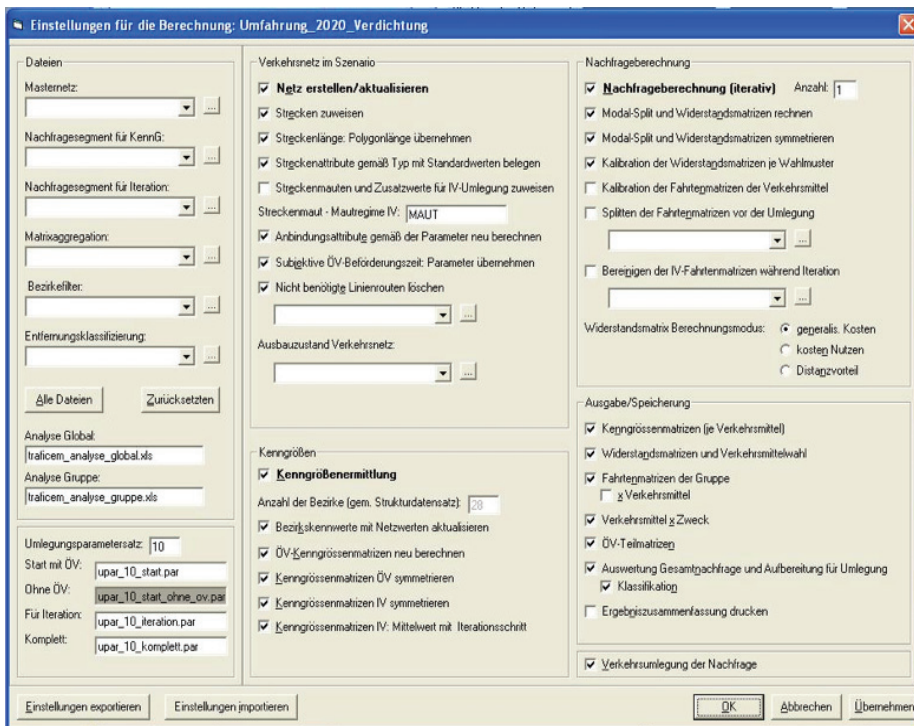 Einstellungen für die Berechnung: Umfahrung_2020_Verdichtung
Dateien
Masternetz:
...
Nachfragesegment für KennG:
...
Nachfragesegment für Iteration:
...
Matrixaggregation:
...
Bezirkefilter:
...
Entfernungsklassifizierung:
...
Alle Dateien
Zurücksetzten
Analyse Global:
tralicem_analyse_global.xls
Analyse Gruppe:
tralicem_analyse_gruppe.xls
Umlegungsparametersatz: 10
Start mit ÖV: upar_10_start.par
Ohne ÖV: upar_10_start_ohne_ov.par
Für Iteration: upar_10_iteration.par
Komplett: upar_10_komplett.par
Verkehrsnetz im Szenario
Netz erstellen/aktualisieren
Strecken zuweisen
Streckenlänge: Polygonlänge übernehmen
Streckenattribute gemäß Typ mit Standardwerten belegen
Streckenmauten und Zusatzwerte für IV-Umlegung zuweisen
Streckenmaut - Mautregime IV: MAUT
Anbindungsattribute gemäß der Parameter neu berechnen
Subjektive ÖV-Beförderungszeit: Parameter übernehmen
Nicht benötigte Linienrouten löschen
...
Ausbauzustand Verkehrsnetz:
...
Kenngrößen
Kenngrößenermittlung
Anzahl der Bezirke (gem. Strukturdatensatz): 28
Bezirkskennwerte mit Netzwerten aktualisieren
ÖV-Kenngrössenmatrizen neu berechnen
Kenngrössenmatrizen ÖV symmetrieren
Kenngrössenmatrizen IV symmetrieren
Kenngrössenmatrizen IV: Mittelwert mit Iterationsschritt
Nachfrageberechnung
Nachfrageberechnung (iterativ) Anzahl: 1
Modal-Split und Widerstandsmatrizen rechnen
Modal-Split und Widerstandsmatrizen symmetrieren
Kalibration der Widerstandsmatrizen je Wahlmuster
Kalibration der Fahrtenmatrizen der Verkehrsmittel
Splitten der Fahrtenmatrizen vor der Umlegung
...
Bereinigen der IV-Fahrtenmatrizen während Iteration
...
Widerstandsmatrix Berechnungsmodus: generalis. Kosten
kosten Nutzen
Distanzvorteil
Ausgabe/Speicherung
Kenngrössenmatrizen (je Verkehrsmittel)
Widerstandsmatrizen und Verkehrsmittelwahl
Fahrtenmatrizen der Gruppe
x Verkehrsmittel
Verkehrsmittel x Zweck
ÖV-Teilmatrizen
Auswertung Gesamtnachfrage und Aufbereitung für Umlegung
Klassifikation
Ergebniszusammenfassung drucken
Verkehrsumlegung der Nachfrage
Einstellungen exportieren
Einstellungen importieren
OK
Abbrechen
Übernehmen